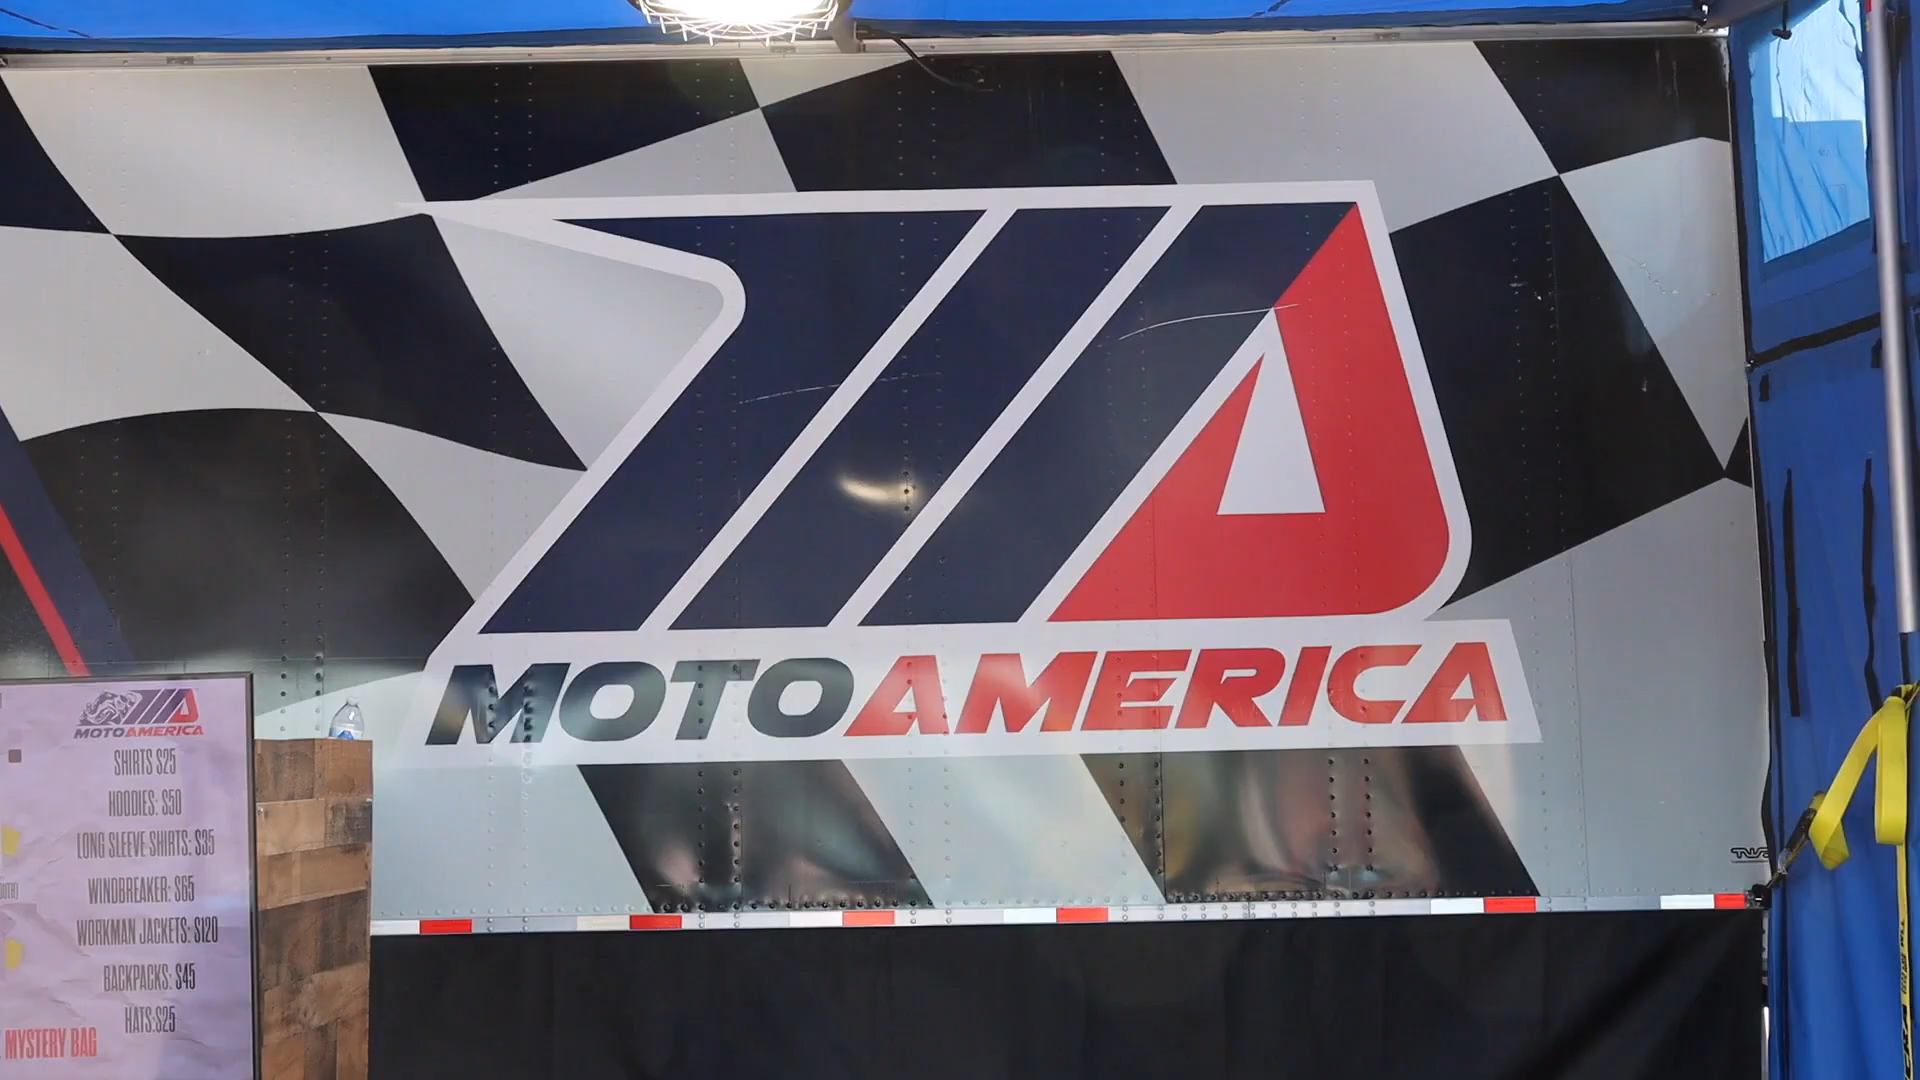 MOTOAMERICA
MOTOAMERICA
SHIRTS $25
HOODIES: $50
LONG SLEEVE SHIRTS: $35
WINDBREAKER: $65
WORKMAN JACKETS: $120
BACKPACKS: $45
HATS:$25
MYSTERY BAG